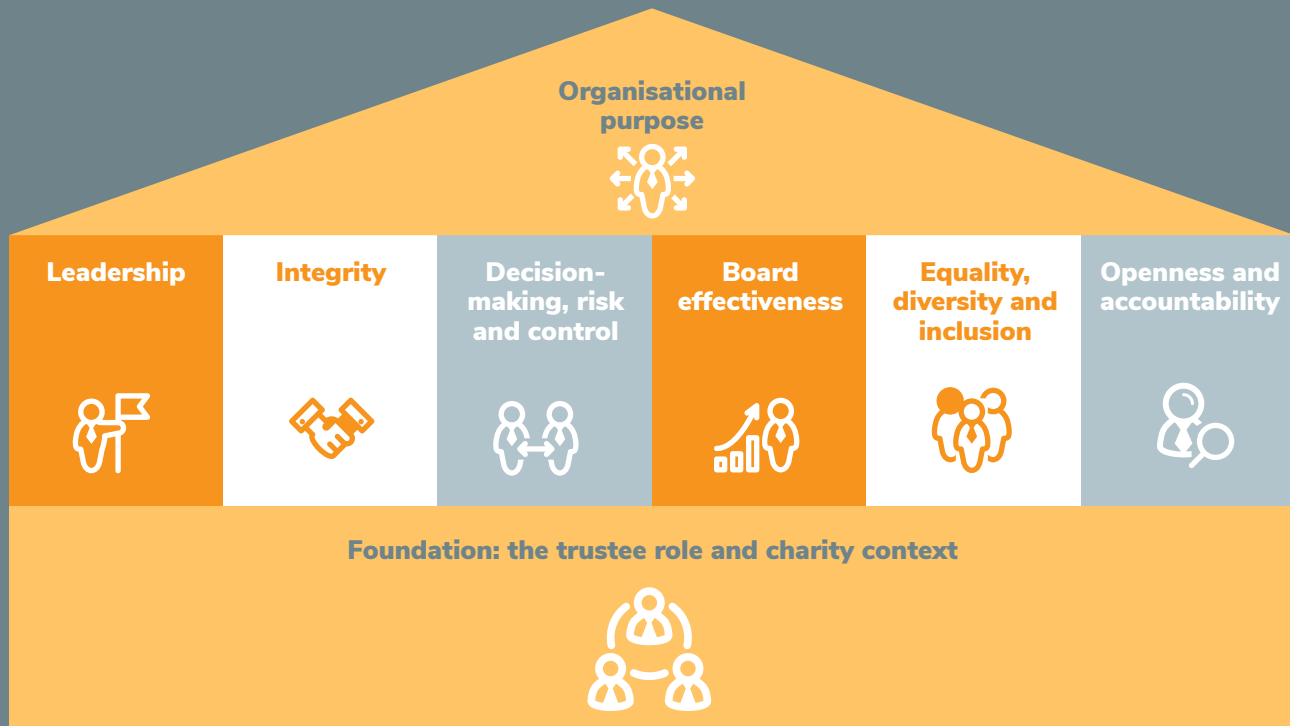 Organisational
purpose
Leadership
Integrity
Decision-
making, risk
and control
Board
effectiveness
Equality,
diversity and
inclusion
Openness and
accountability
Foundation: the trustee role and charity context